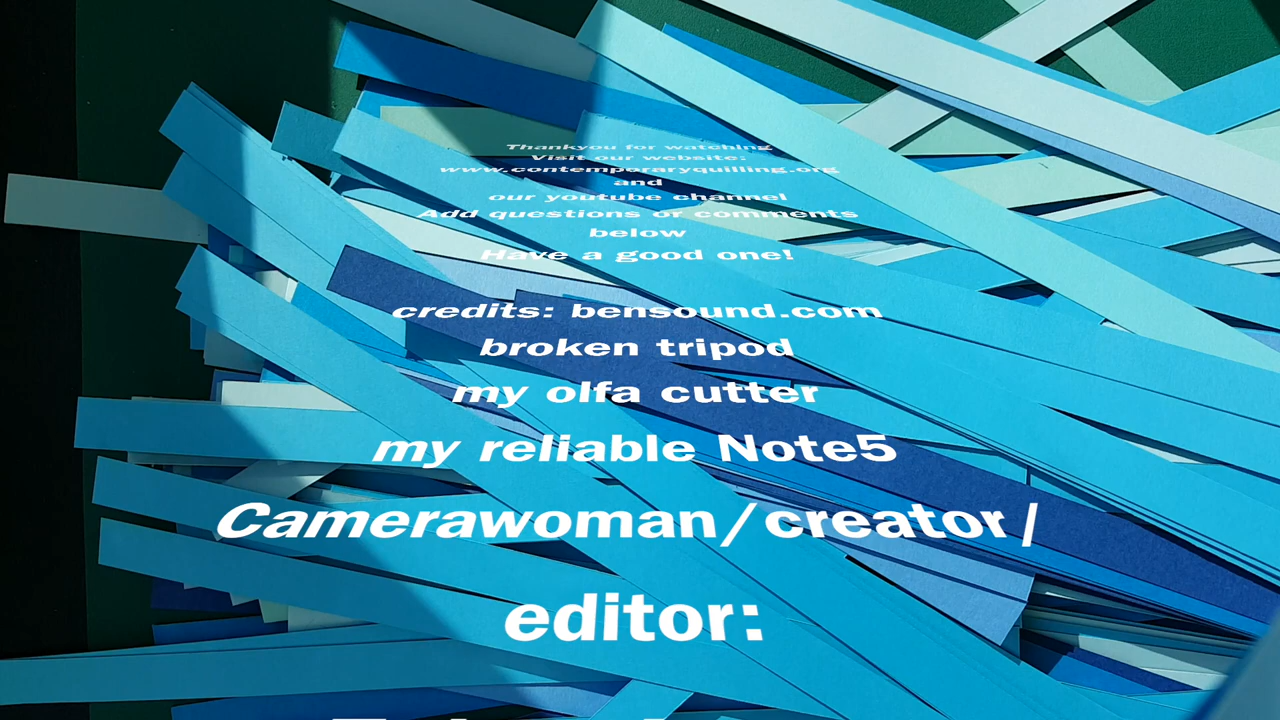 Thankyou for watching
Visit our website:
www.contemporaryquilling.org
and
our youtube channel
Add questions or comments
below
Have a good one!
credits: bensound.com
broken tripod
my olfa cutter
my reliable Note5
Camerawoman/creator/
editor: